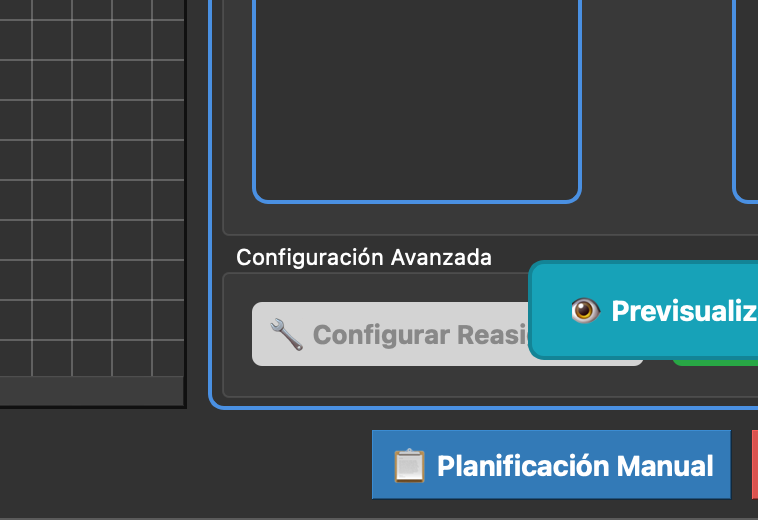 Configuración Avanzada
Configurar Reasi
Previsualiz
Planificación Manual